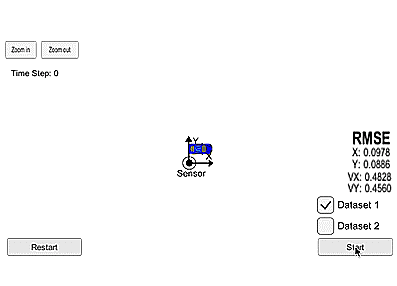 Zoom in
Zoom out
Time Step: 0
Y
X
Sensor
RMSE
X: 0.0978
Y: 0.0886
VX: 0.4828
VY: 0.4560
Dataset 1
Dataset 2
Restart
Start